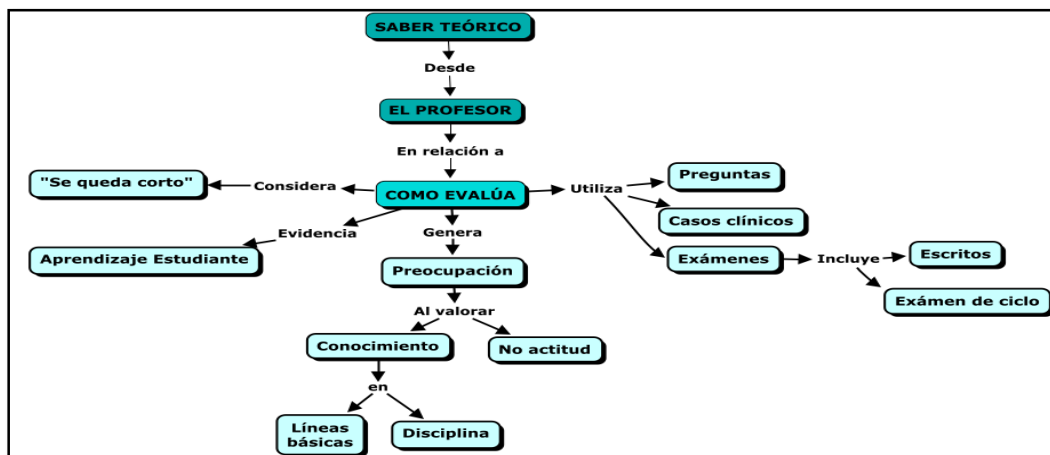 SABER TEÓRICO
Desde
EL PROFESOR
En relación a
"Se queda corto"
Considera
COMO EVALÚA
Utiliza
Preguntas
Casos clínicos
Evidencia
Genera
Aprendizaje Estudiante
Exámenes
Incluye
Escritos
Exámen de ciclo
Preocupación
Al valorar
Conocimiento
No actitud
en
Líneas
básicas
Disciplina